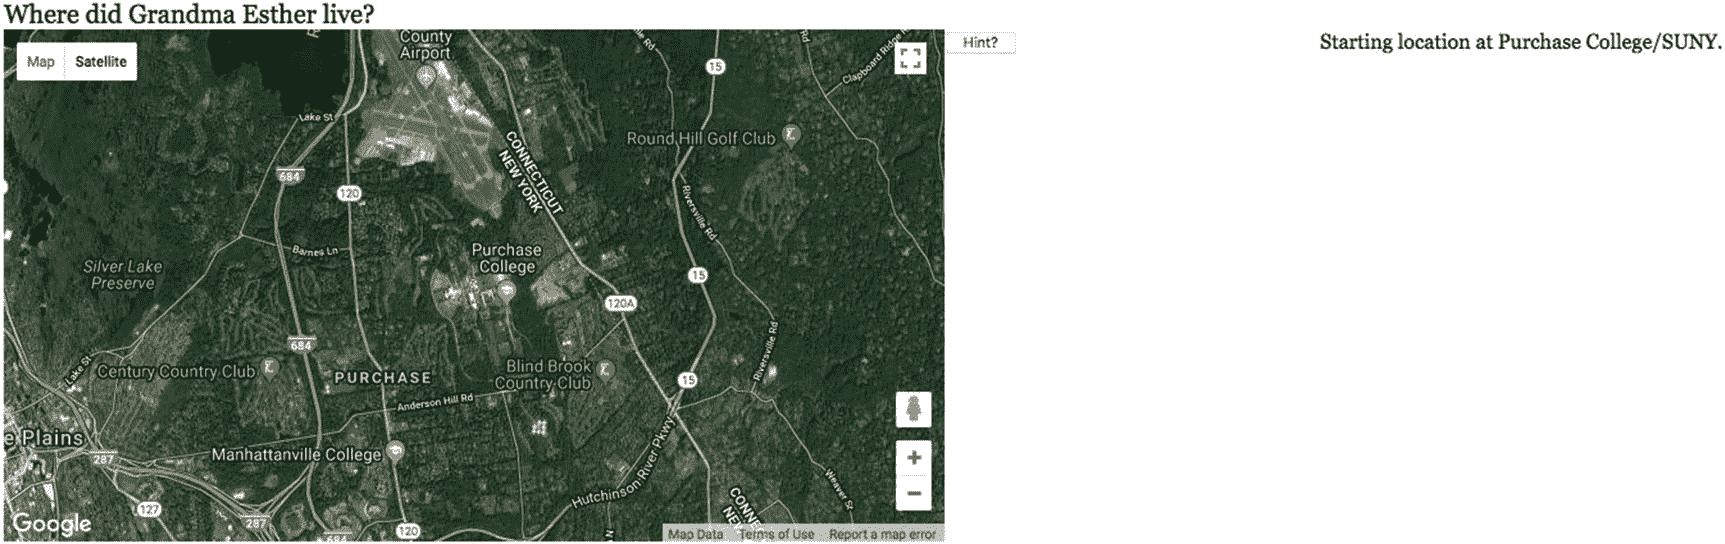 Where did Grandma Esther live?
Map
Satellite
County
Airport
Hint?
Starting location at Purchase College/SUNY.
15
Clapboard Ridge
Rd
Lake St
Round Hill Golf Club
CONNECTICUT
NEW YORK
684
120
Riversville Rd
Barnes Ln
Purchase
College
Silver Lake
Preserve
15
120A
684
Riversville Rd
Lake St
Century Country Club
PURCHASE
Blind Brook
Country Club
15
Anderson Hill Rd
e Plains
Manhattanville College
287
Hutchinson River Pkwy
Weaver St
127
287
Google
684
120
CONNEC
NE
N
Map Data
Terms of Use
Report a map error